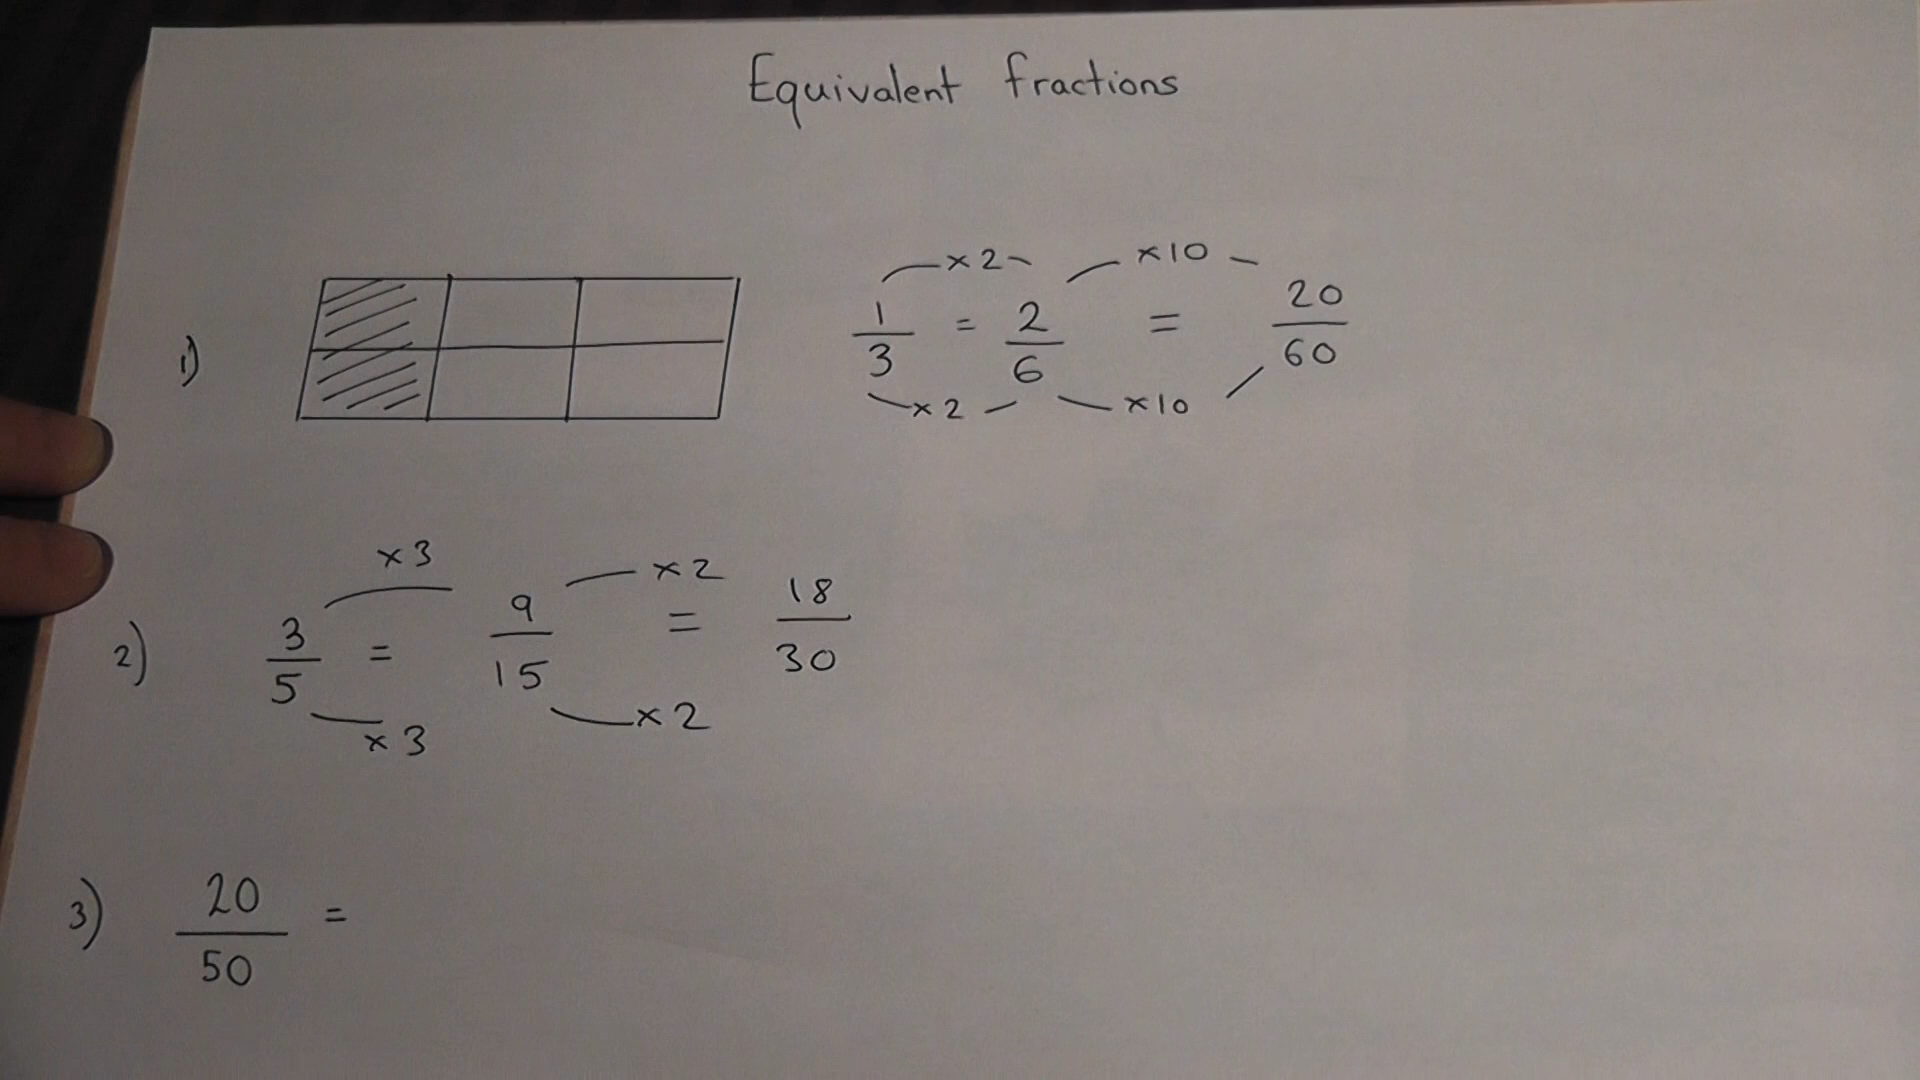 Equivalent fractions
1)
×2 ×10
1/3 = 2/6 = 20/60
×2 ×10
2)
×3 ×2
3/5 = 9/15 = 18/30
×3 ×2
3) 20/50 =